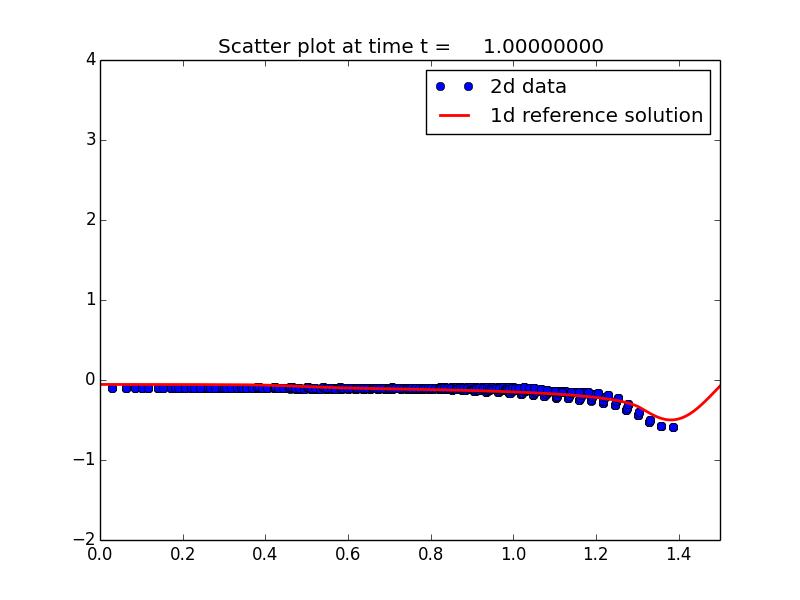 Scatter plot at time t = 1.00000000
4
2d data
1d reference solution
3
2
1
0
−1
−2
0.0 0.2 0.4 0.6 0.8 1.0 1.2 1.4